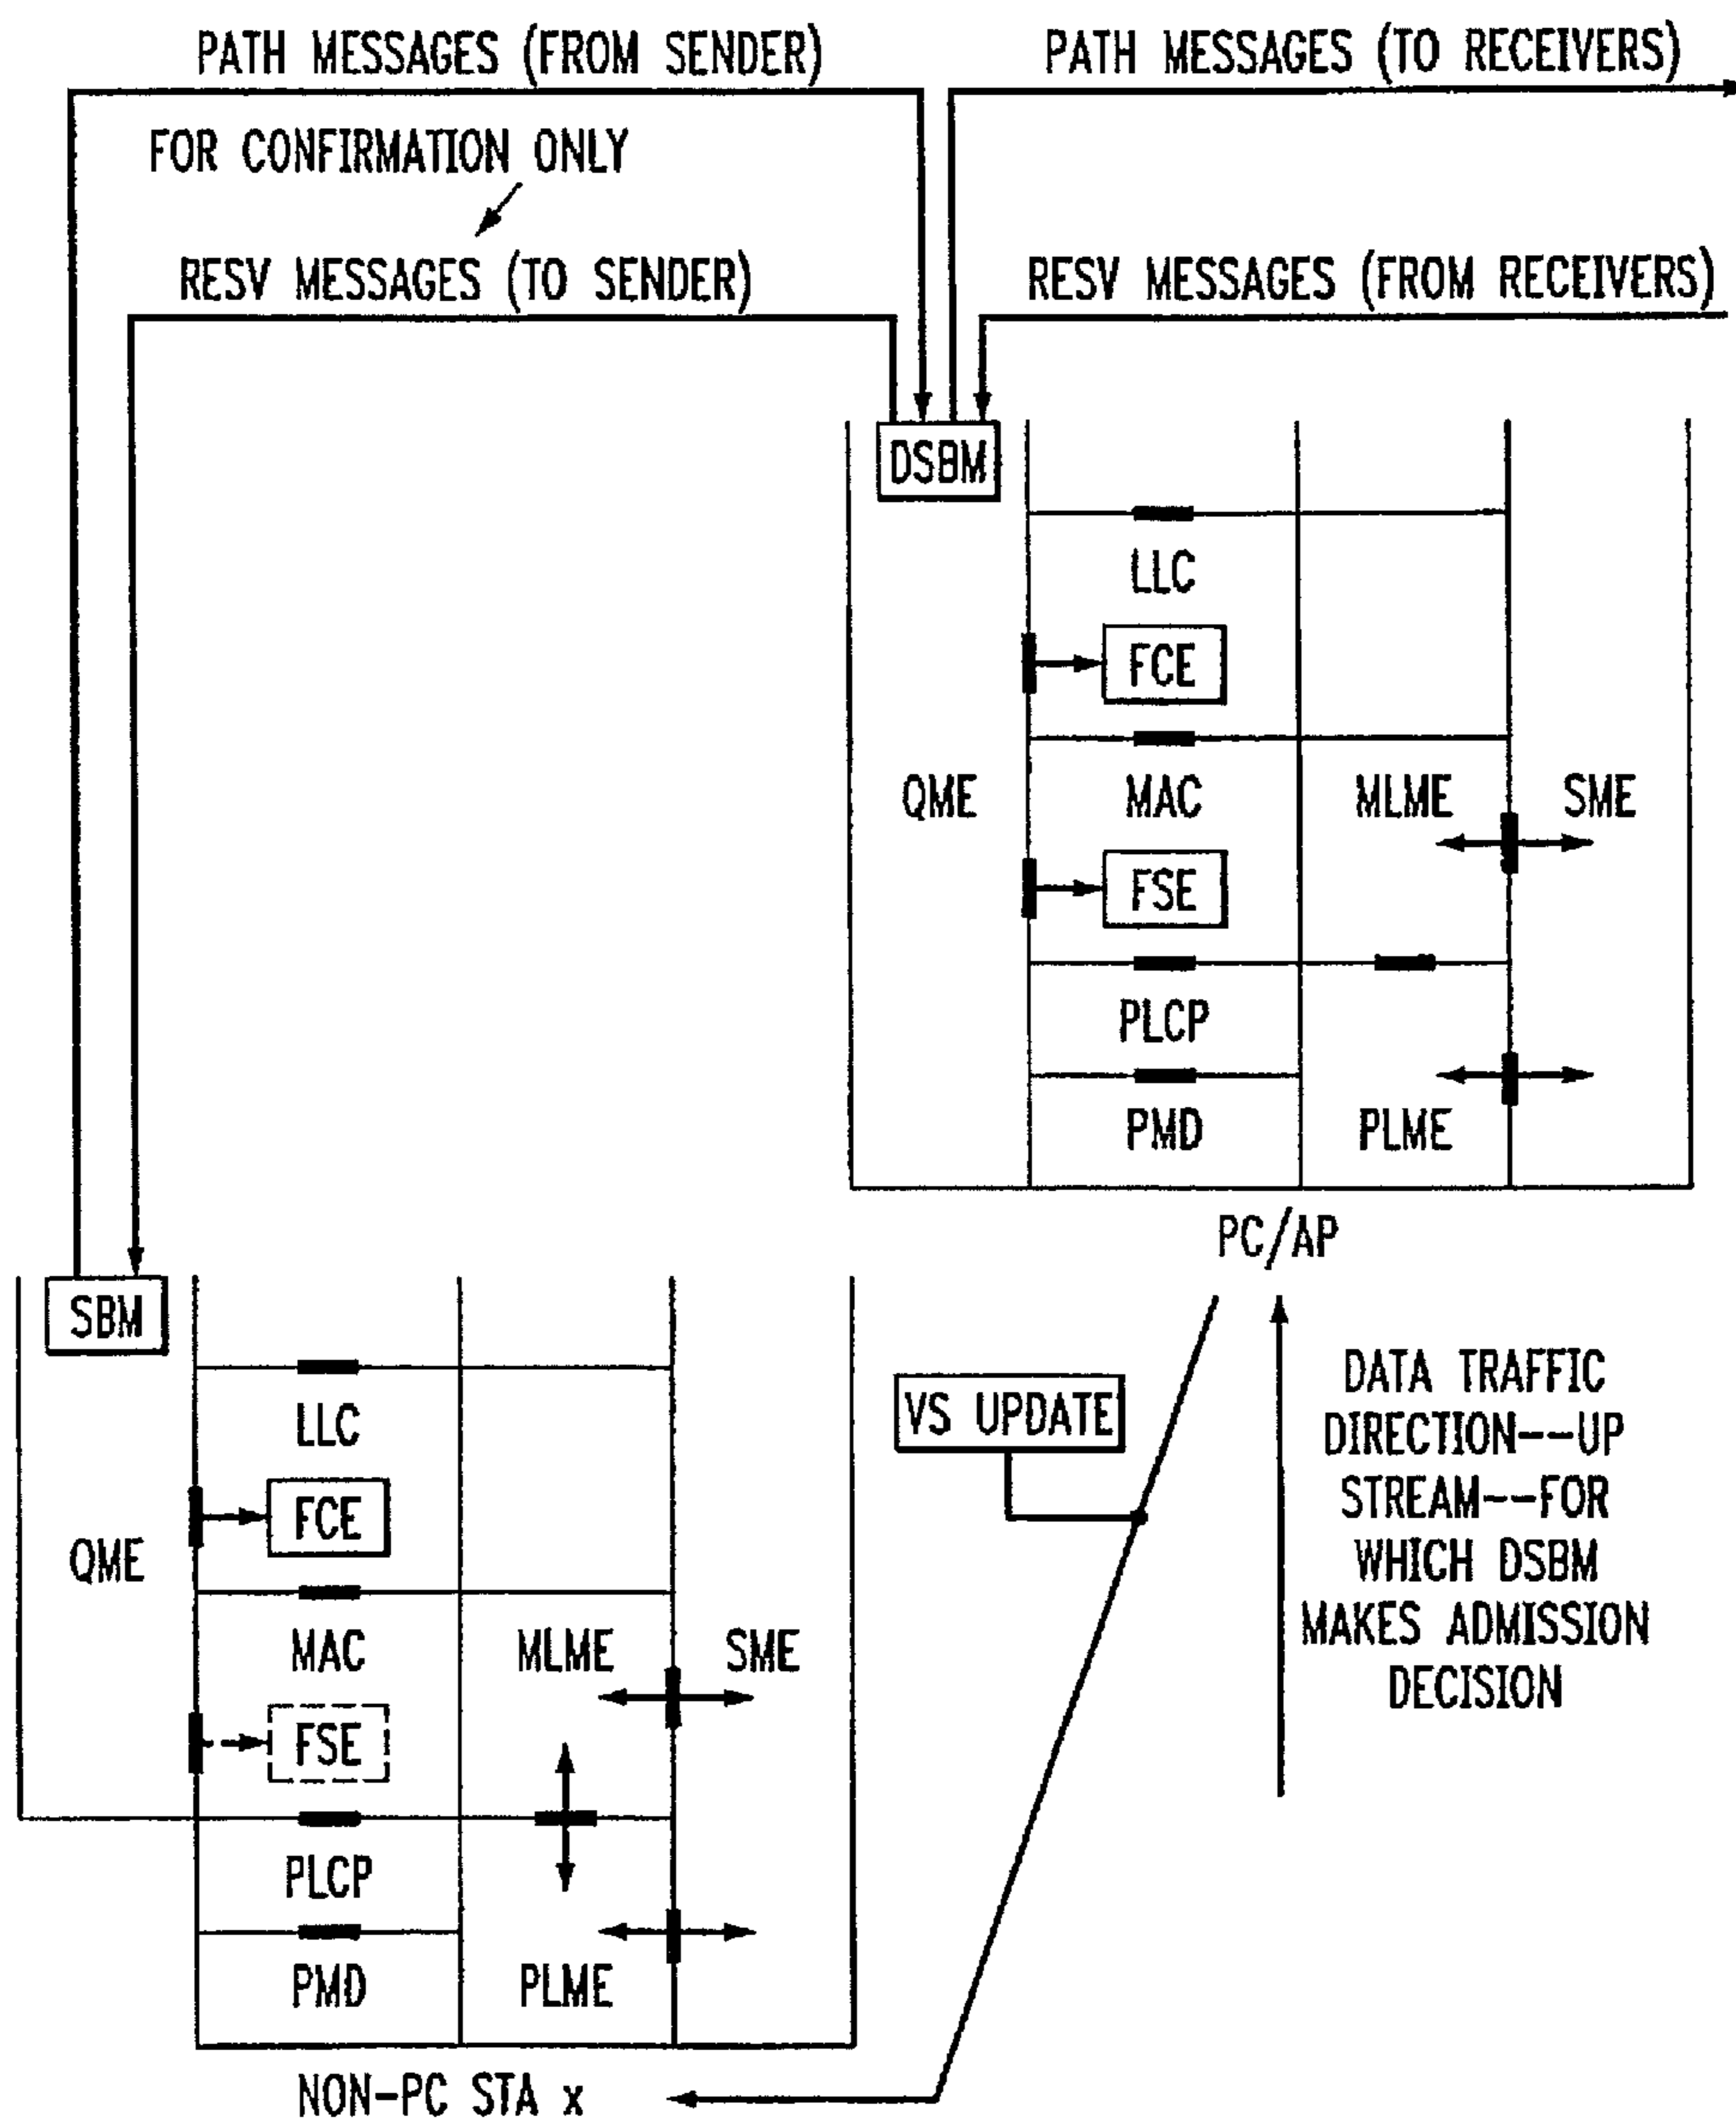 PATH MESSAGES (FROM SENDER)
PATH MESSAGES (TO RECEIVERS)
FOR CONFIRMATION ONLY
RESV MESSAGES (TO SENDER)
RESV MESSAGES (FROM RECEIVERS)
DSBM
LLC
FCE
QME
MAC
MLME
SME
FSE
PLCP
PMD
PLME
PC/AP
SBM
LLC
FCE
QME
MAC
MLME
SME
FSE
PLCP
PMD
PLME
NON-PC STA x
VS UPDATE
DATA TRAFFIC
DIRECTION--UP
STREAM--FOR
WHICH DSBM
MAKES ADMISSION
DECISION